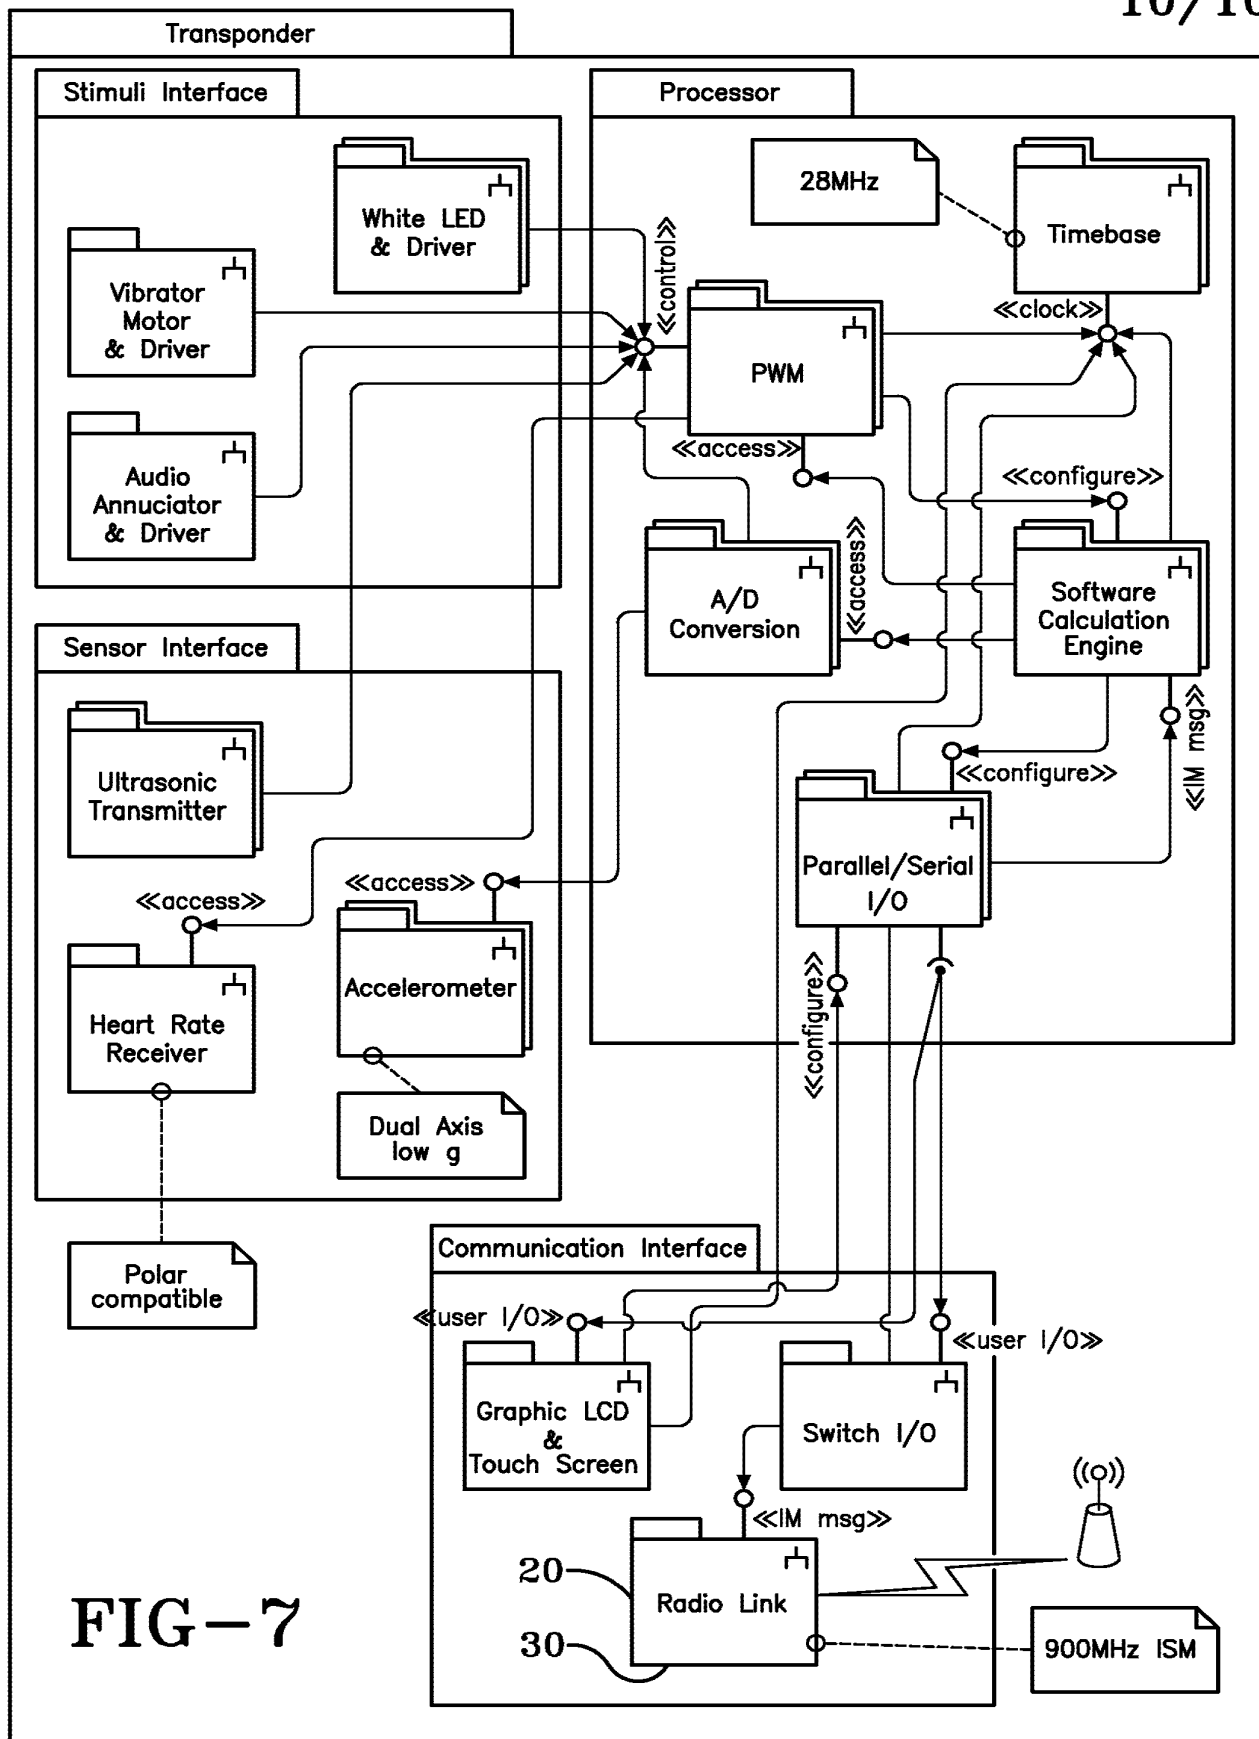 10/10
Transponder
Stimuli Interface
White LED
& Driver
Vibrator
Motor
& Driver
Audio
Annuciator
& Driver
Processor
28MHz
Timebase
≪clock≫
≪control≫
PWM
≪access≫
≪configure≫
A/D
Conversion
≪access≫
Software
Calculation
Engine
≪IM msg≫
≪configure≫
Parallel/Serial
I/O
≪configure≫
Sensor Interface
Ultrasonic
Transmitter
≪access≫
Heart Rate
Receiver
≪access≫
Accelerometer
Dual Axis
low g
Polar
compatible
Communication Interface
≪user I/O≫
≪user I/O≫
Graphic LCD
&
Touch Screen
Switch I/O
≪IM msg≫
20
Radio Link
30
900MHz ISM
FIG-7